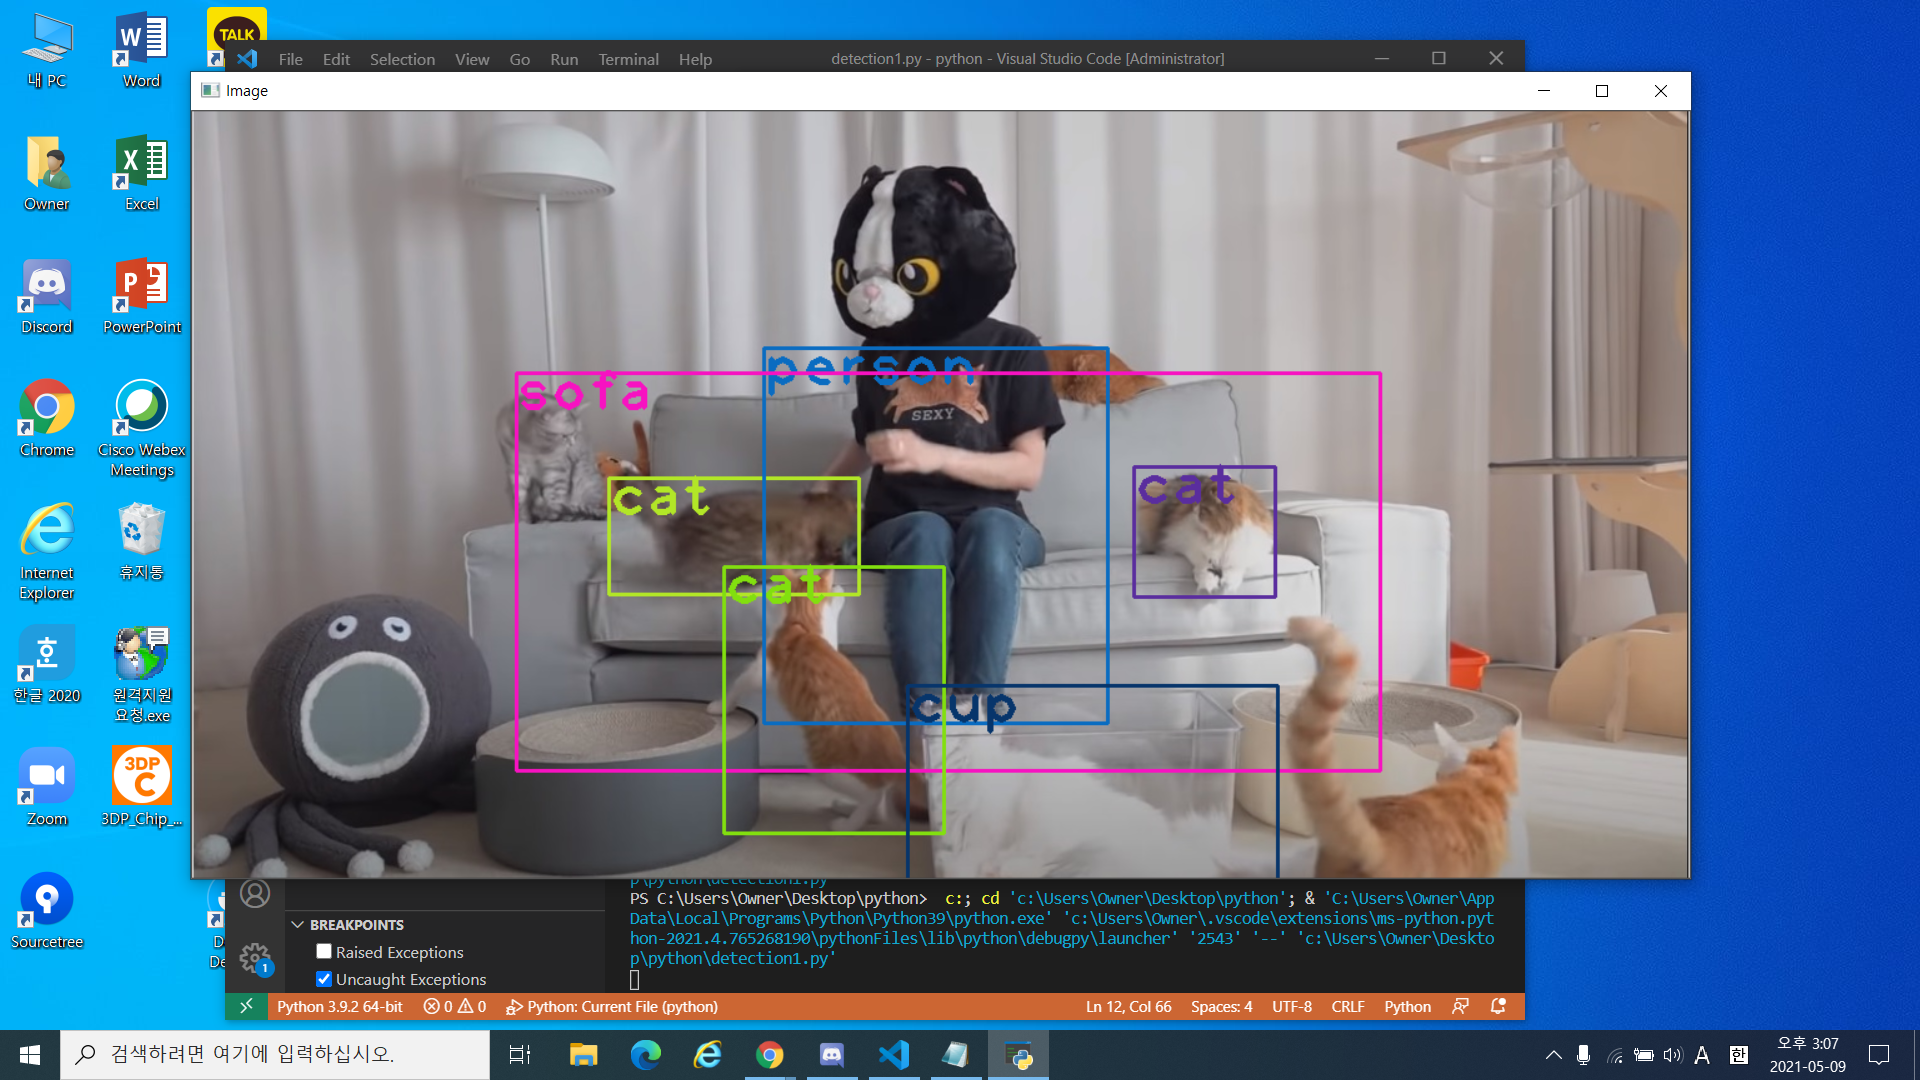 내 PC
Word
TALK
Owner
Excel
Discord
PowerPoint
Chrome
Cisco Webex
Meetings
Internet
Explorer
휴지통
한글 2020
원격지원
요청.exe
Zoom
3DP
C
3DP_Chip_...
Sourcetree
File Edit Selection View Go Run Terminal Help
detection1.py - python - Visual Studio Code [Administrator]
Image
person
sofa
SEXY
cat
cat
cat
cup
p\python\detection1.py
PS C:\Users\Owner\Desktop\python> c:; cd 'c:\Users\Owner\Desktop\python'; & 'C:\Users\Owner\App
Data\Local\Programs\Python\Python39\python.exe' 'c:\Users\Owner\.vscode\extensions\ms-python.pyt
hon-2021.4.765268190\pythonFiles\lib\python\debugpy\launcher' '2543' '--' 'c:\Users\Owner\Deskto
p\python\detection1.py'
BREAKPOINTS
Raised Exceptions
Uncaught Exceptions
1
Python 3.9.2 64-bit 0 0 Python: Current File (python)
Ln 12, Col 66 Spaces: 4 UTF-8 CRLF Python
검색하려면 여기에 입력하십시오.
A 한
오후 3:07
2021-05-09